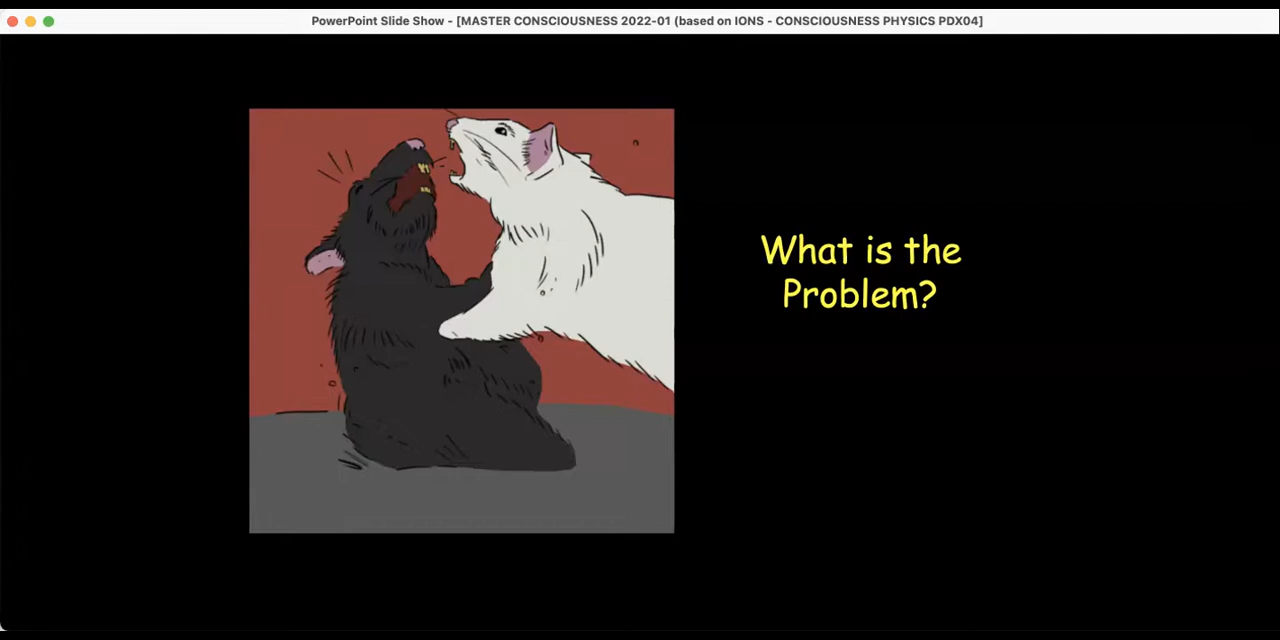 PowerPoint Slide Show - [MASTER CONSCIOUSNESS 2022-01 (based on IONS - CONSCIOUSNESS PHYSICS PDX04]
What is the
Problem?